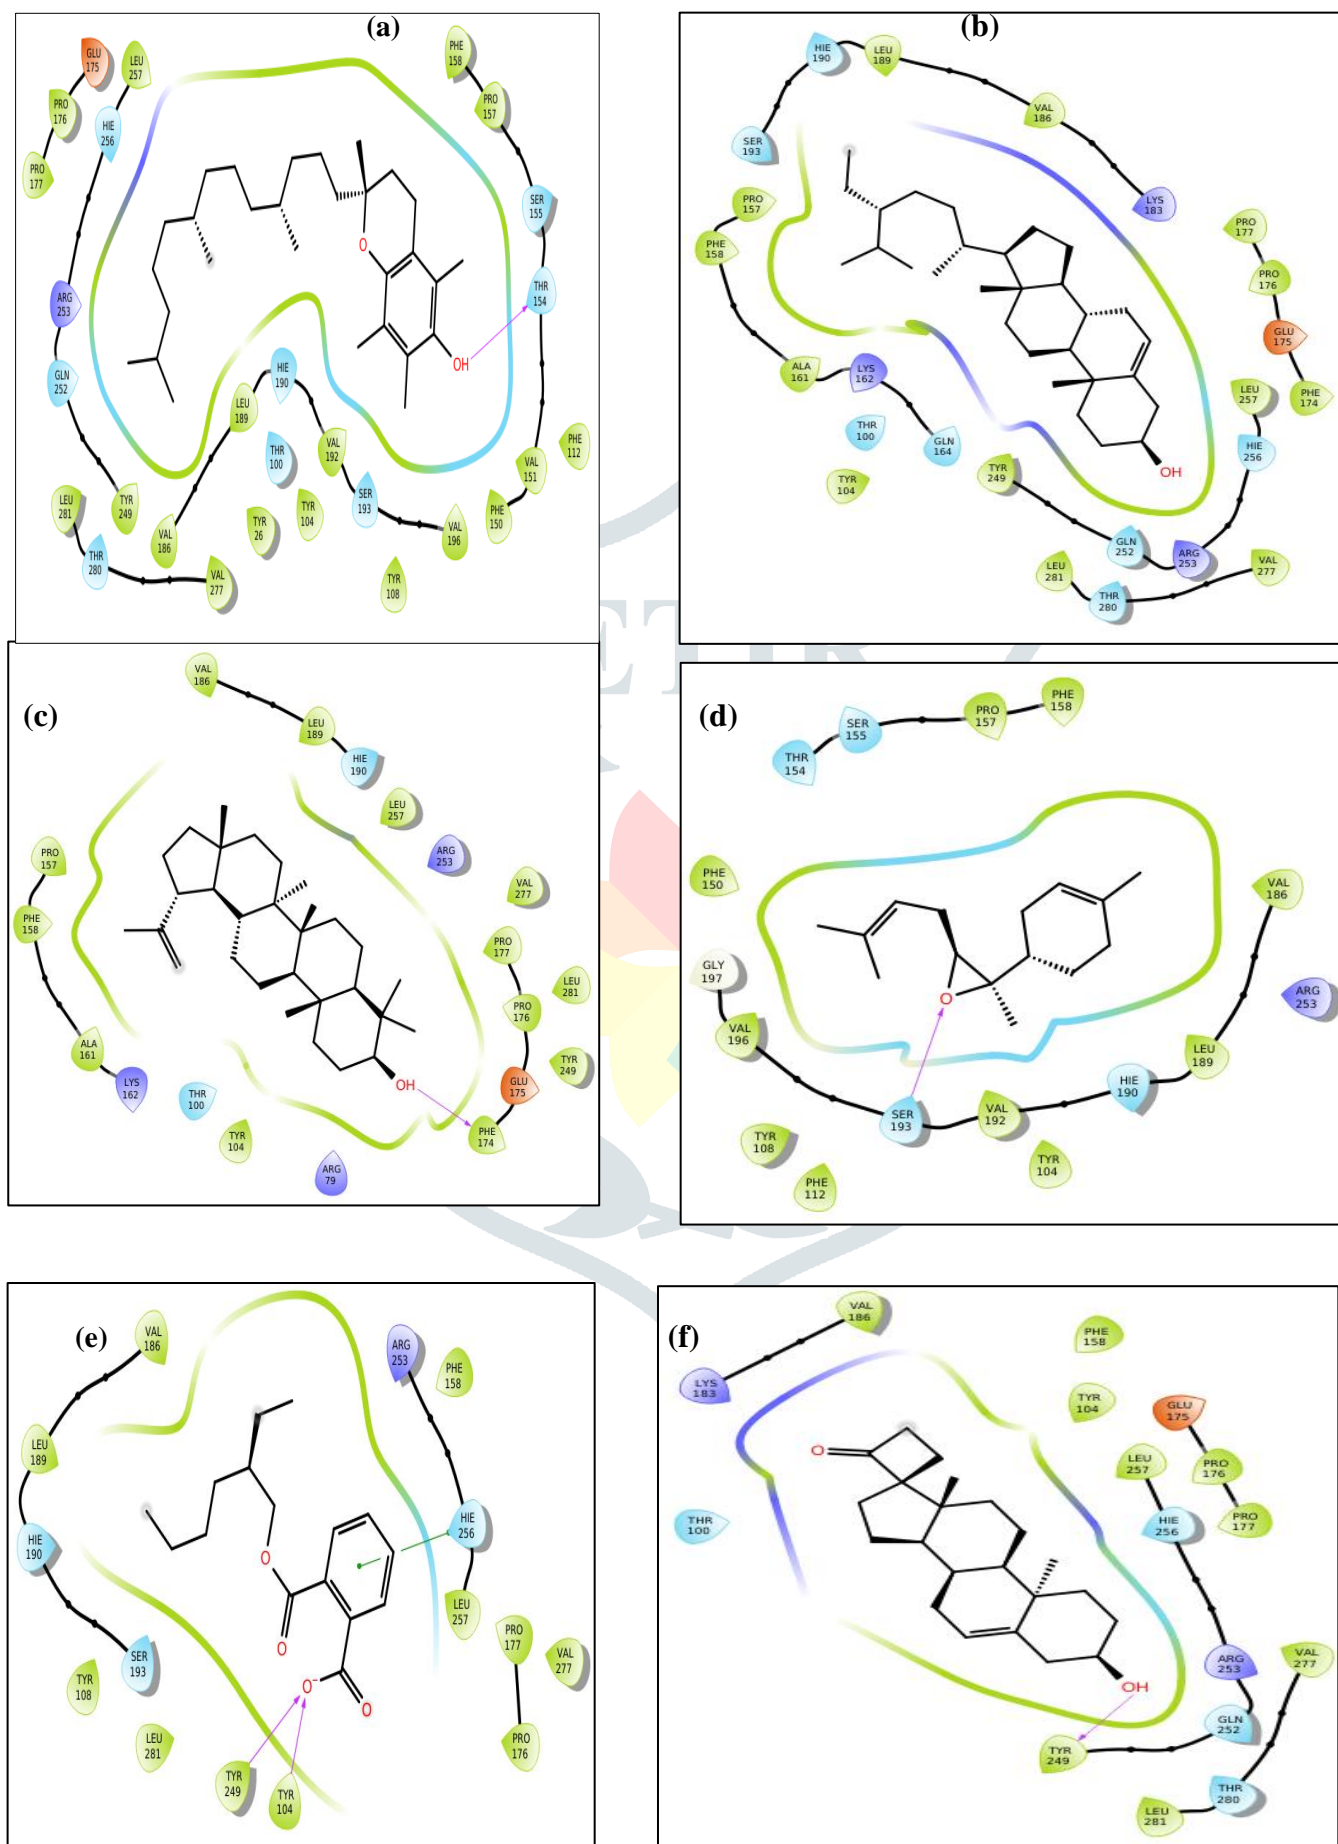 (a)
GLU
175
LEU
257
PRO
176
HIE
256
PRO
177
PHE
158
PRO
157
SER
155
THR
154
O
OH
ARG
253
GLN
252
HIE
190
LEU
189
THR
100
VAL
192
SER
193
PHE
112
VAL
151
PHE
150
VAL
196
LEU
281
TYR
249
VAL
186
TYR
26
TYR
104
THR
280
VAL
277
TYR
108
(b)
HIE
190
LEU
189
VAL
186
SER
193
LYS
183
PRO
157
PHE
158
PRO
177
PRO
176
GLU
175
PHE
174
ALA
161
LYS
162
THR
100
GLN
164
TYR
104
LEU
257
HIE
256
TYR
249
OH
GLN
252
ARG
253
VAL
277
LEU
281
THR
280
(c)
VAL
186
LEU
189
HIE
190
LEU
257
ARG
253
PRO
157
PHE
158
VAL
277
PRO
177
LEU
281
PRO
176
TYR
249
GLU
175
ALA
161
LYS
162
THR
100
TYR
104
ARG
79
OH
PHE
174
(d)
PHE
158
PRO
157
SER
155
THR
154
PHE
150
VAL
186
GLY
197
ARG
253
O
VAL
196
LEU
189
HIE
190
SER
193
VAL
192
TYR
108
TYR
104
PHE
112
(e)
VAL
186
ARG
253
PHE
158
LEU
189
HIE
190
HIE
256
O
O
O-
O
LEU
257
PRO
177
VAL
277
SER
193
TYR
108
LEU
281
TYR
249
TYR
104
PRO
176
(f)
VAL
186
PHE
158
LYS
183
TYR
104
GLU
175
O
LEU
257
PRO
176
THR
100
HIE
256
PRO
177
ARG
253
VAL
277
OH
GLN
252
TYR
249
THR
280
LEU
281